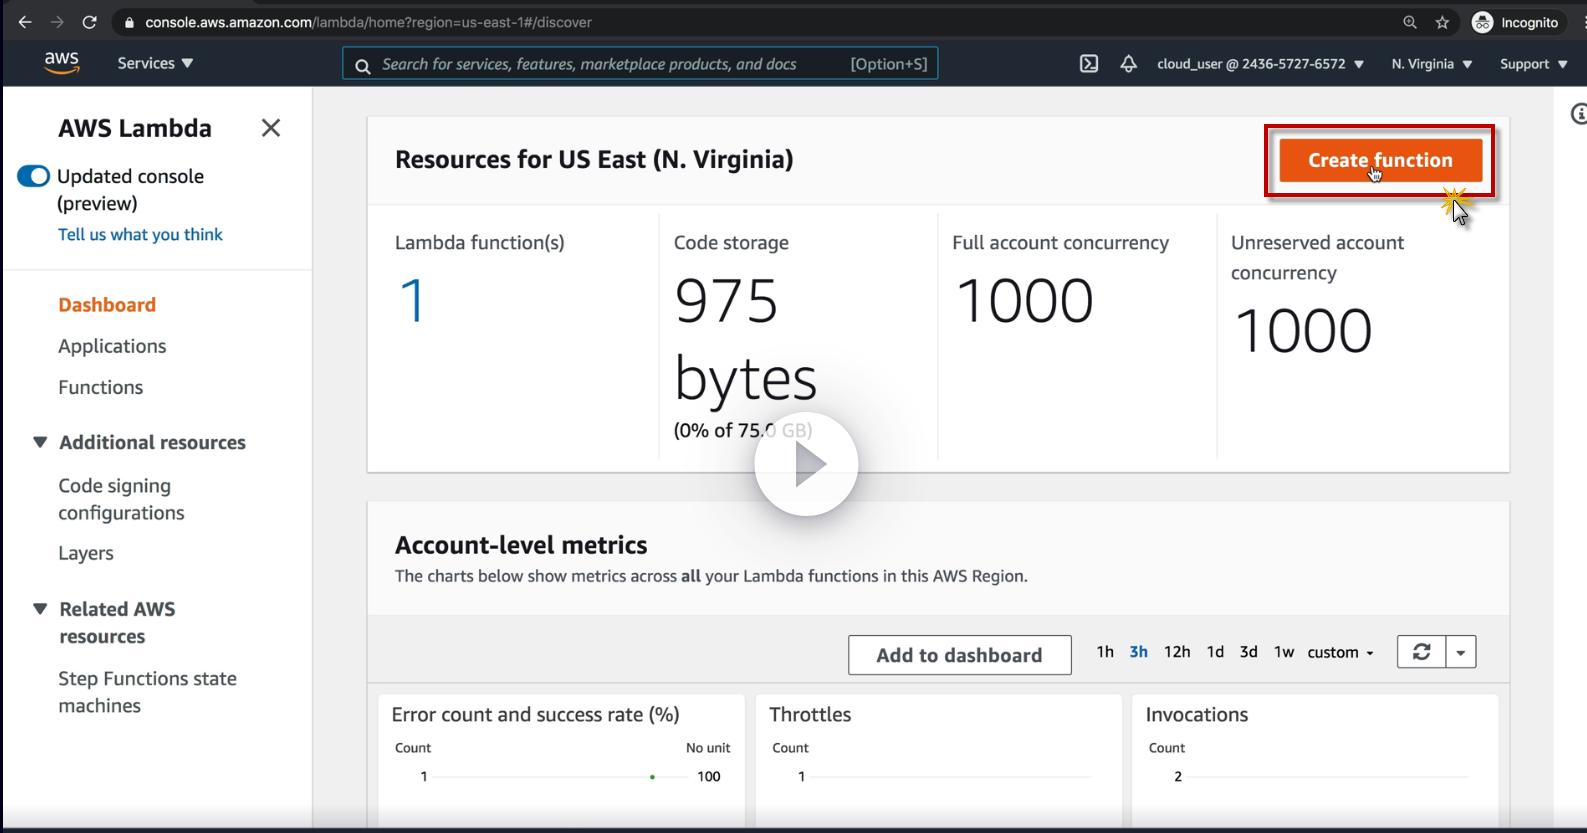 console.aws.amazon.com/lambda/home?region=us-east-1#/discover
Incognito
aws
Services
Search for services, features, marketplace products, and docs
[Option+S]
cloud_user @ 2436-5727-6572
N. Virginia
Support
AWS Lambda
Updated console
(preview)
Tell us what you think
Dashboard
Applications
Functions
Additional resources
Code signing
configurations
Layers
Related AWS
resources
Step Functions state
machines
Resources for US East (N. Virginia)
Create function
Lambda function(s)
1
Code storage
975
bytes
(0% of 75.0 GB)
Full account concurrency
1000
Unreserved account
concurrency
1000
Account-level metrics
The charts below show metrics across all your Lambda functions in this AWS Region.
Add to dashboard
1h 3h 12h 1d 3d 1w custom
Error count and success rate (%)
Count
No unit
1
100
Throttles
Count
1
Invocations
Count
2